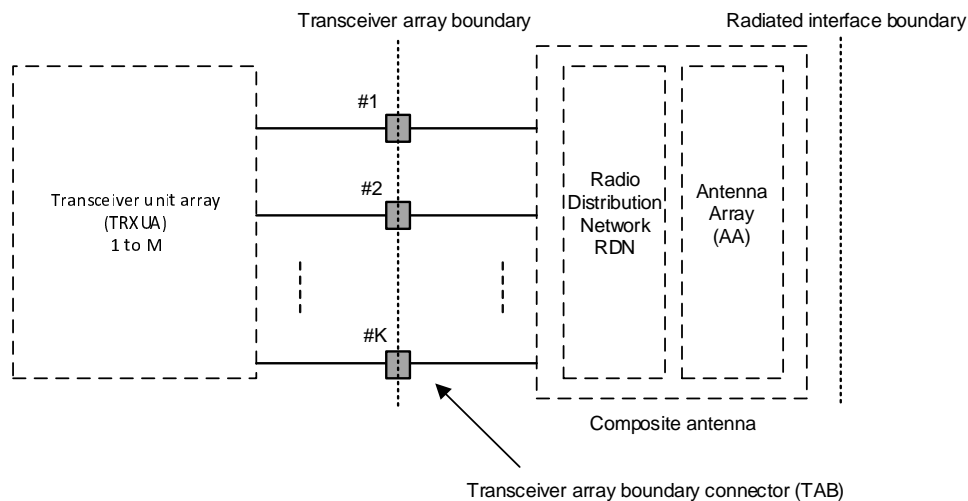 Transceiver array boundary
Radiated interface boundary
#1
#2
#K
Transceiver unit array
(TRXUA)
1 to M
Radio
Distribution
Network
RDN
Antenna
Array
(AA)
Composite antenna
Transceiver array boundary connector (TAB)